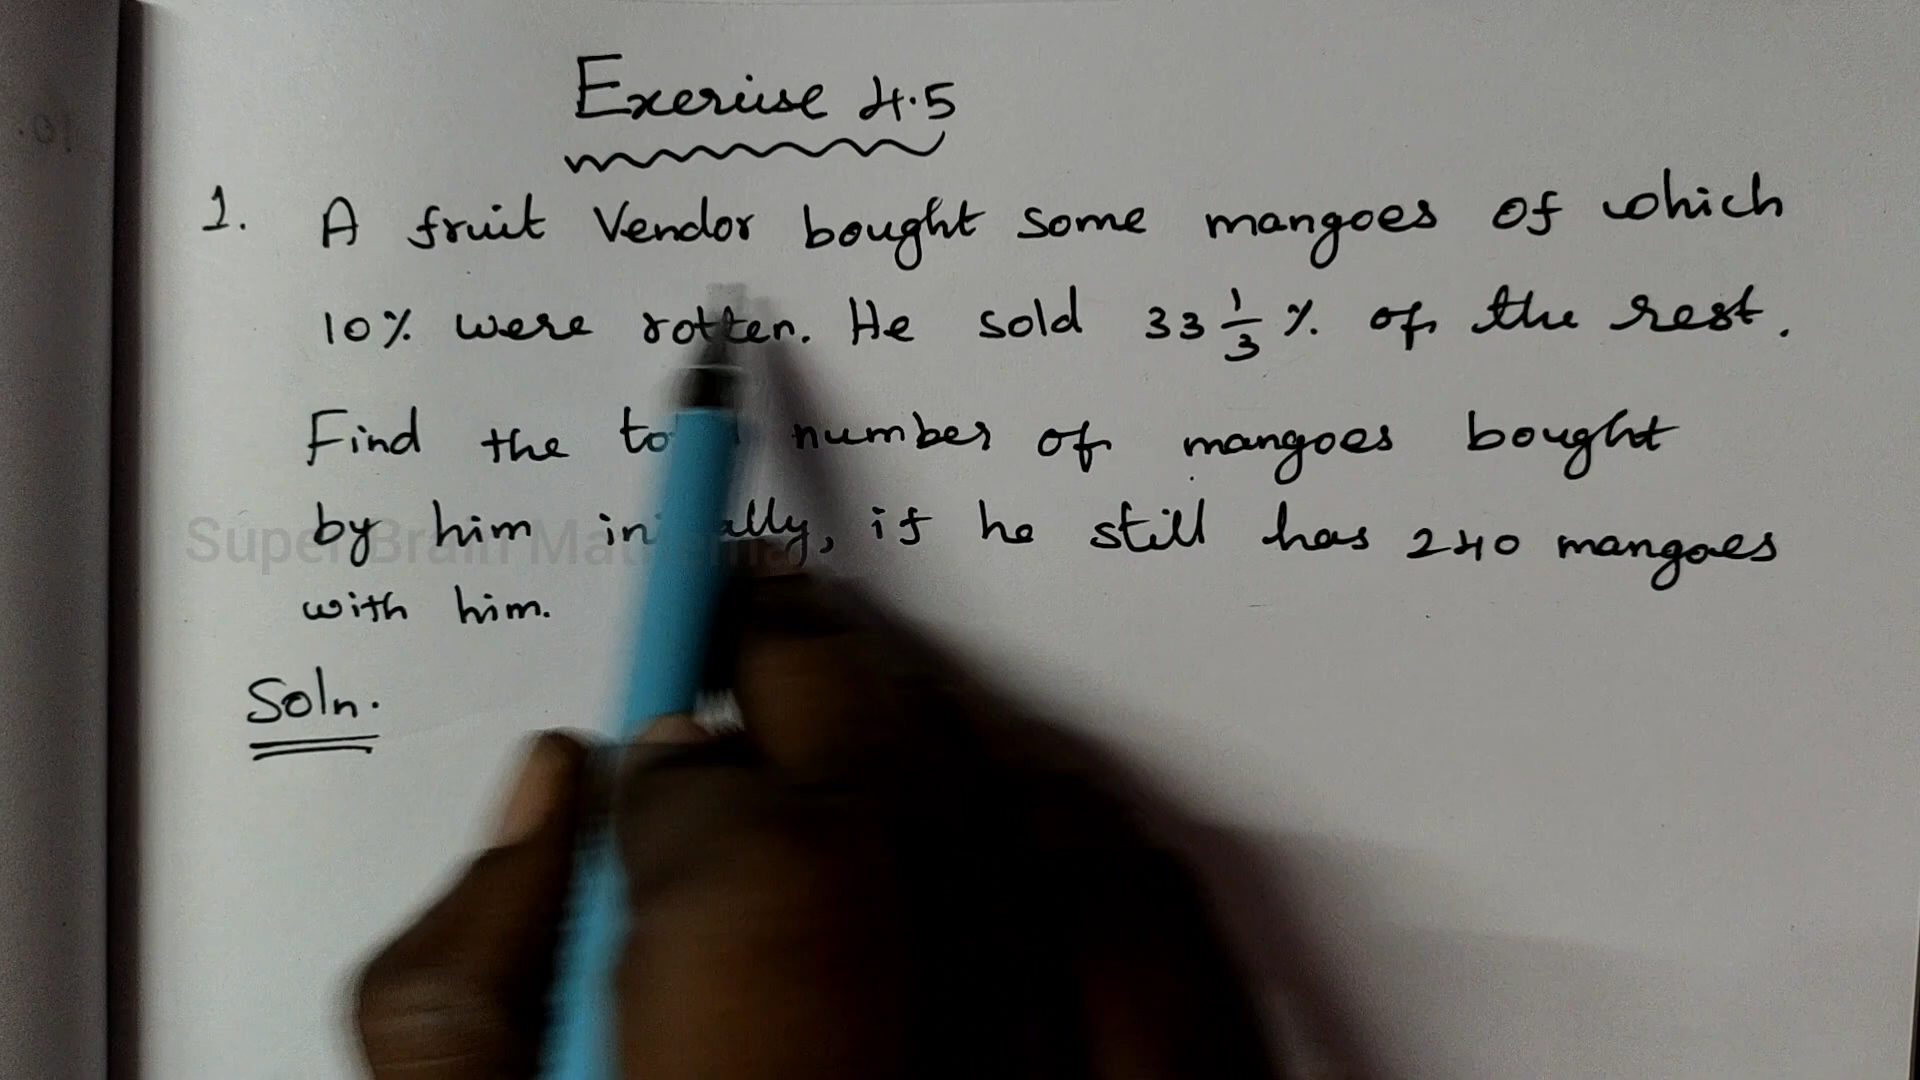 Exercise 4.5
1. A fruit Vendor bought some mangoes of which
10% were rotten. He sold 33 1/3 % of the rest.
Find the number of mangoes bought
by him if he still has 240 mangoes
with him.
Soln.
Super Brain